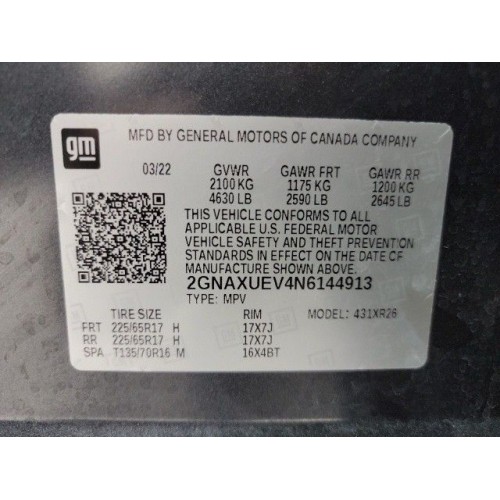 gm
MFD BY GENERAL MOTORS OF CANADA COMPANY
03/22 GVWR GAWR FRT GAWR RR
2100 KG 1175 KG 1200 KG
4630 LB 2590 LB 2645 LB
THIS VEHICLE CONFORMS TO ALL
APPLICABLE U.S. FEDERAL MOTOR
VEHICLE SAFETY AND THEFT PREVENTION
STANDARDS IN EFFECT ON THE DATE OF
MANUFACTURE SHOWN ABOVE.
2GNAXUEV4N6144913
TYPE: MPV
TIRE SIZE RIM MODEL: 431XR26
FRT 225/65R17 H 17X7J
RR 225/65R17 H 17X7J
SPA T135/70R16 M 16X4BT